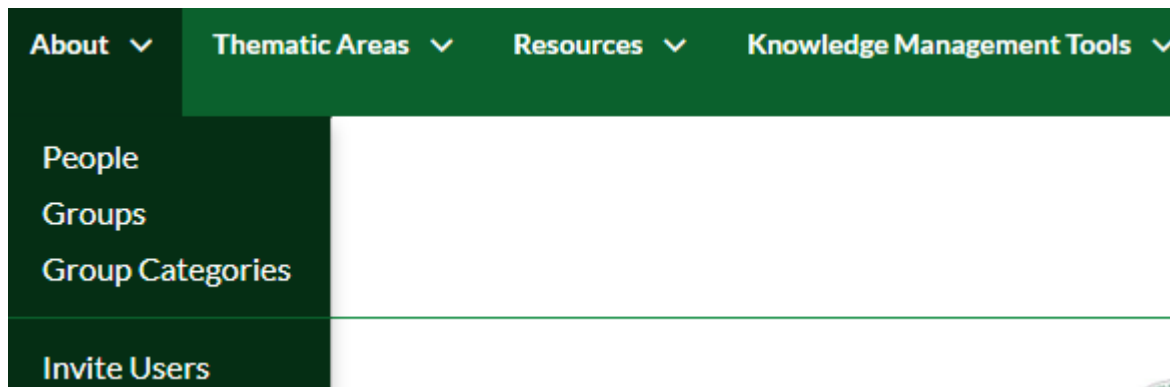 About Thematic Areas Resources Knowledge Management Tools
People
Groups
Group Categories
Invite Users